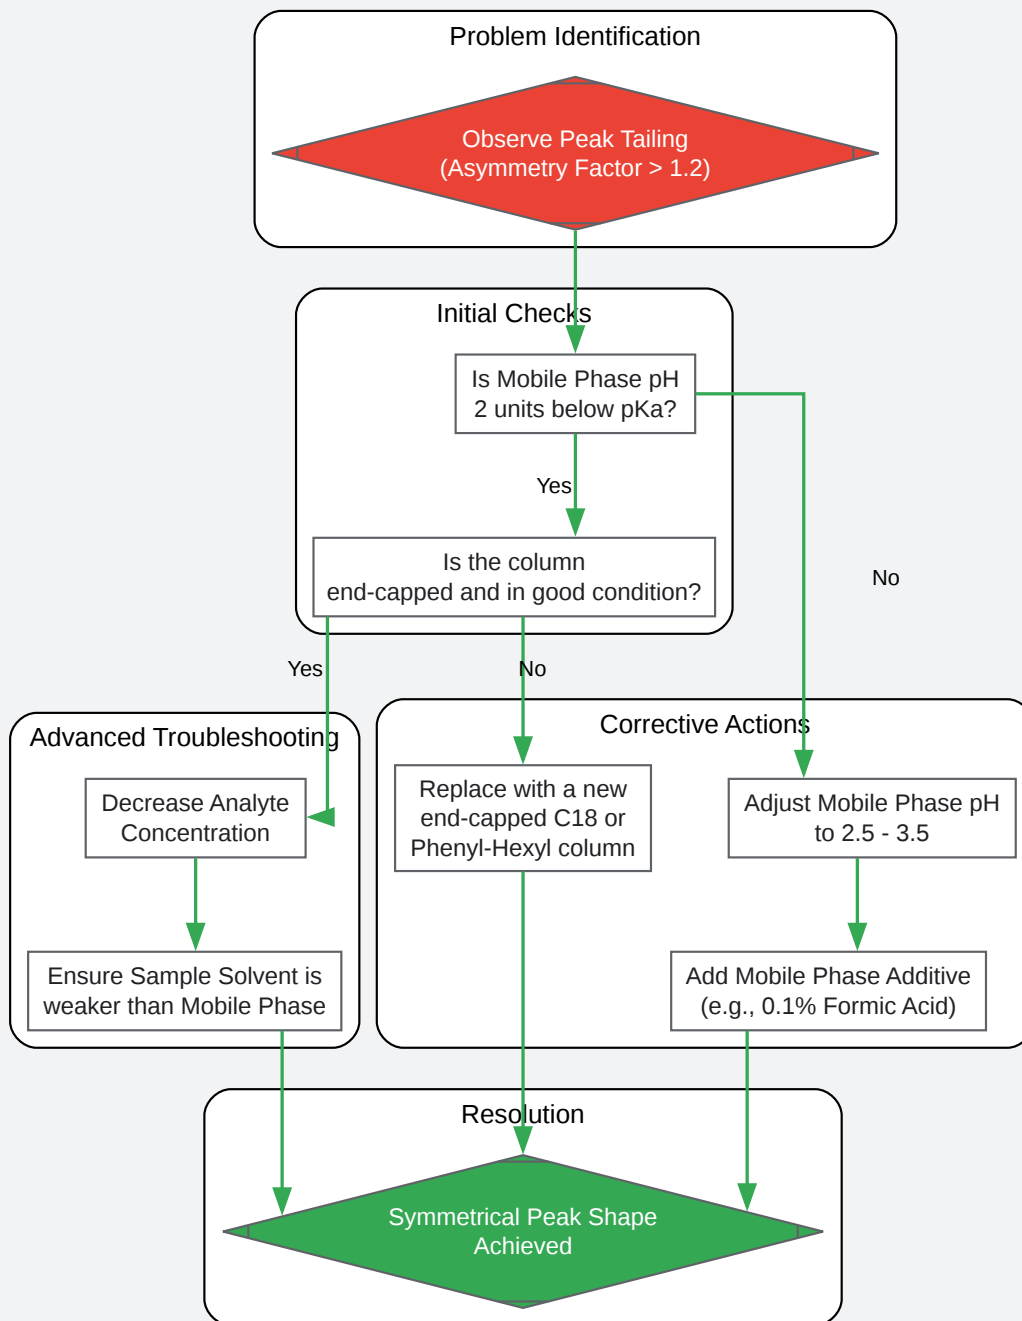 Problem Identification
Observe Peak Tailing
(Asymmetry Factor > 1.2)
Initial Checks
Is Mobile Phase pH
2 units below pKa?
Yes
Is the column
end-capped and in good condition?
No
Yes
No
Advanced Troubleshooting
Decrease Analyte
Concentration
Ensure Sample Solvent is
weaker than Mobile Phase
Corrective Actions
Replace with a new
end-capped C18 or
Phenyl-Hexyl column
Adjust Mobile Phase pH
to 2.5 - 3.5
Add Mobile Phase Additive
(e.g., 0.1% Formic Acid)
Resolution
Symmetrical Peak Shape
Achieved